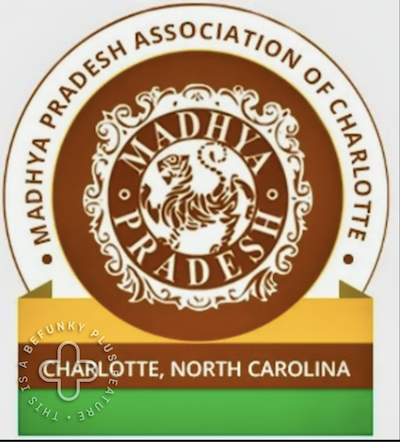 • MADHYA PRADESH ASSOCIATION OF CHARLOTTE •
• MADHYA •
PRADESH
CHARLOTTE, NORTH CAROLINA
THIS IS A BEFUNKY PLUS FEATURE •